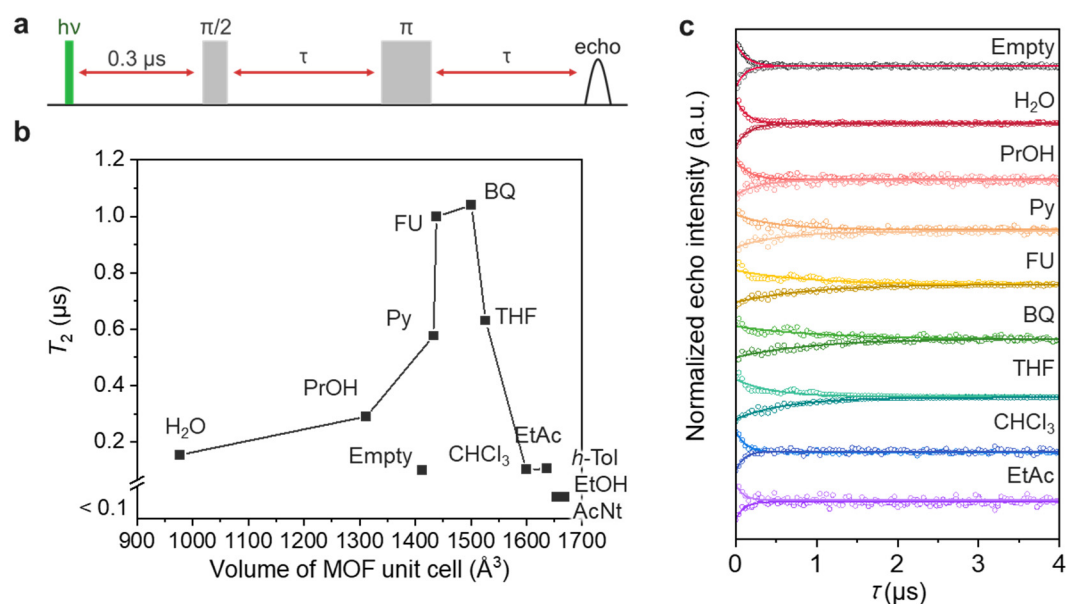 a
hν
π/2
π
0.3 µs
τ
τ
echo
b
T₂ (µs)
1.2
1.0
0.8
0.6
0.4
0.2
< 0.1
H₂O
PrOH
Py
FU
BQ
THF
Empty
CHCl₃
EtAc
h-Tol
EtOH
AcNt
900 1000 1100 1200 1300 1400 1500 1600 1700
Volume of MOF unit cell (Å³)
c
Normalized echo intensity (a.u.)
Empty
H₂O
PrOH
Py
FU
BQ
THF
CHCl₃
EtAc
0 1 2 3 4
τ (µs)